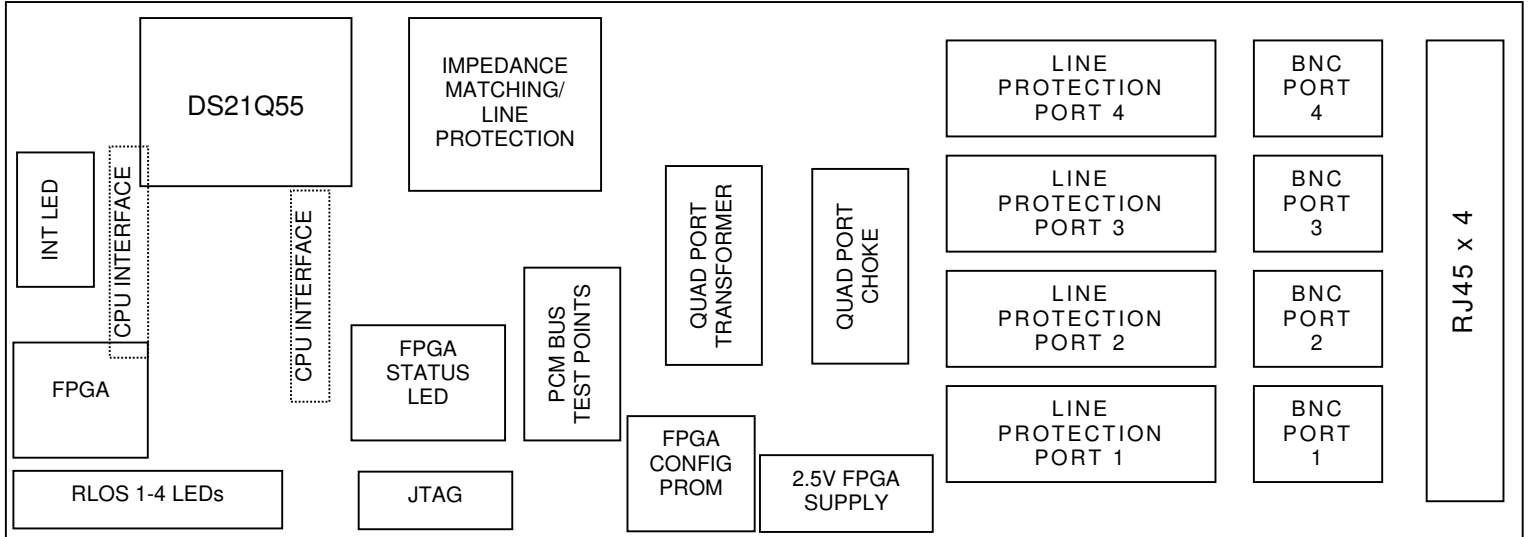 DS21Q55
IMPEDANCE
MATCHING/
LINE
PROTECTION
LINE
PROTECTION
PORT 4
BNC
PORT
4
INT LED
CPU INTERFACE
CPU INTERFACE
QUAD PORT
TRANSFORMER
QUAD PORT
CHOKE
LINE
PROTECTION
PORT 3
BNC
PORT
3
RJ45 x 4
PCM BUS
TEST POINTS
LINE
PROTECTION
PORT 2
BNC
PORT
2
FPGA
FPGA
STATUS
LED
LINE
PROTECTION
PORT 1
BNC
PORT
1
FPGA
CONFIG
PROM
2.5V FPGA
SUPPLY
RLOS 1-4 LEDs
JTAG